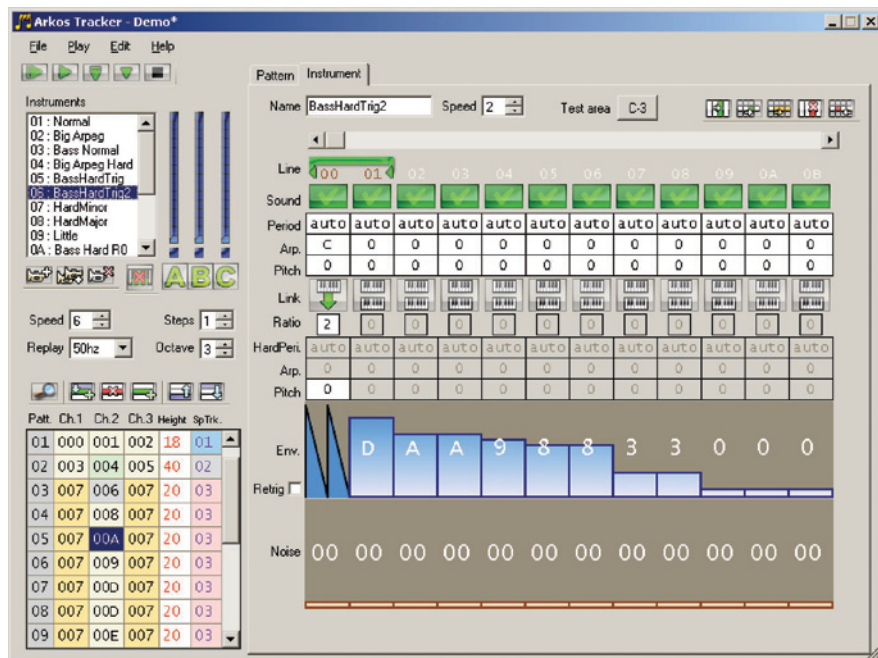 Arkos Tracker - Demo*
File Play Edit Help
Pattern Instrument
Instruments
01 : Normal
02 : Big Arpeg
03 : Bass Normal
04 : Big Arpeg Hard
05 : BassHardTrig
06 : BassHardTrig2
07 : HardMinor
08 : HardMajor
09 : Little
0A : Bass Hard R0
A B C
Speed 6 Steps 1
Replay 50hz Octave 3
Patt. Ch.1 Ch.2 Ch.3 Height SpTrk.
01 000 001 002 18 01
02 003 004 005 40 02
03 007 006 007 20 03
04 007 008 007 20 03
05 007 00A 007 20 03
06 007 009 007 20 03
07 007 00D 007 20 03
08 007 00D 007 20 03
09 007 00E 007 20 03
Name BassHardTrig2 Speed 2 Test area C-3
Line 00 01 02 03 04 05 06 07 08 09 0A 0B
Sound
Period auto auto auto auto auto auto auto auto auto auto auto auto
Arp. C 0 0 0 0 0 0 0 0 0 0 0
Pitch 0 0 0 0 0 0 0 0 0 0 0 0
Link
Ratio 2 0 0 0 0 0 0 0 0 0 0 0
HardPeri. auto auto auto auto auto auto auto auto auto auto auto auto
Arp. 0 0 0 0 0 0 0 0 0 0 0 0
Pitch 0 0 0 0 0 0 0 0 0 0 0 0
Env. D A A 9 8 8 3 3 0 0 0
Retrig
Noise 00 00 00 00 00 00 00 00 00 00 00 00